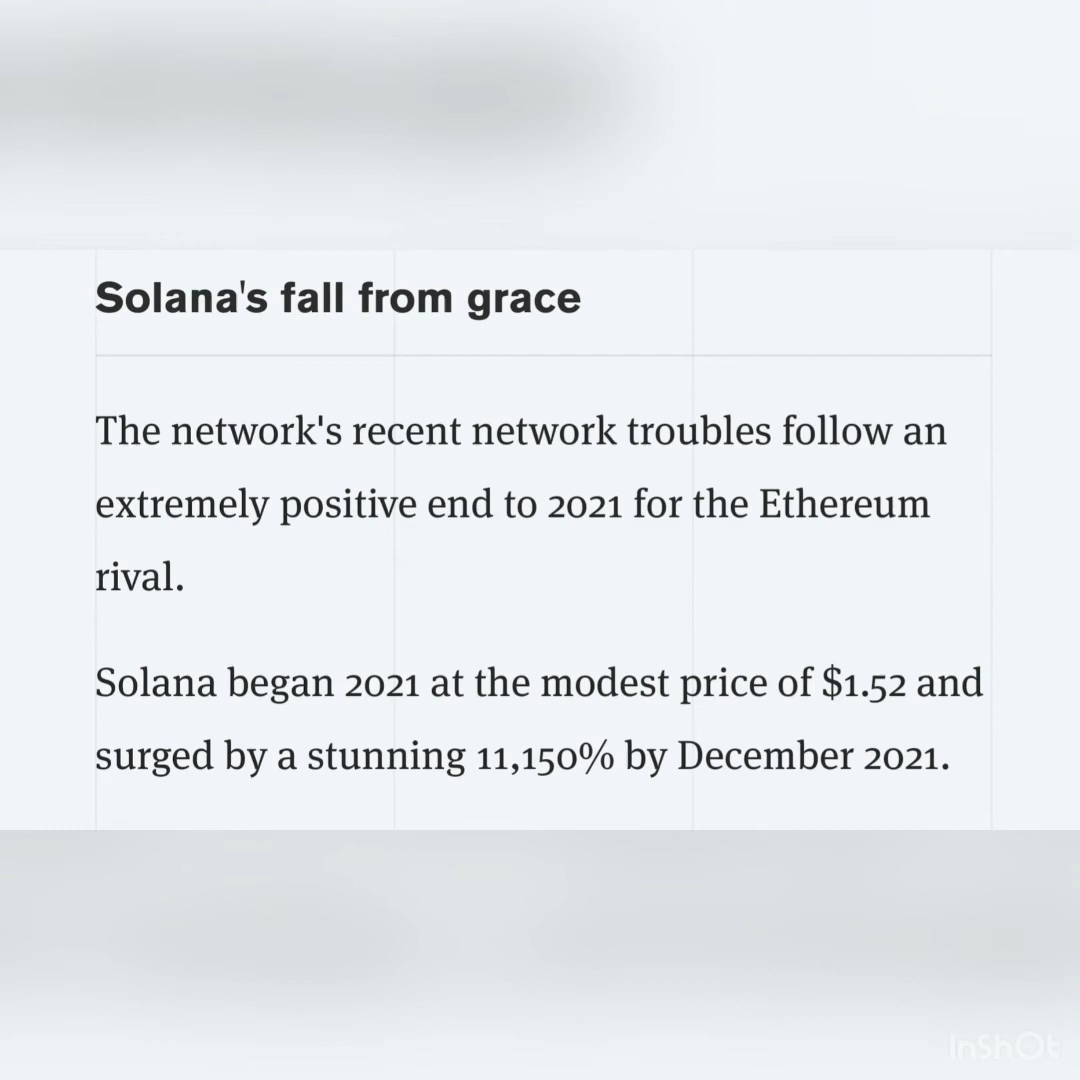 Solana's fall from grace
The network's recent network troubles follow an
extremely positive end to 2021 for the Ethereum
rival.
Solana began 2021 at the modest price of $1.52 and
surged by a stunning 11,150% by December 2021.
InShOt